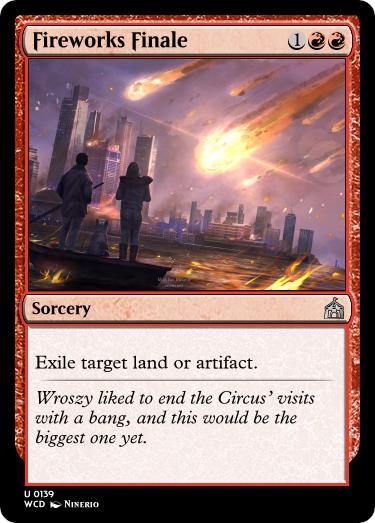 Fireworks Finale 1
Sorcery
Exile target land or artifact.
Wroszy liked to end the Circus’ visits
with a bang, and this would be the
biggest one yet.
U 0139
WCD Ninerio